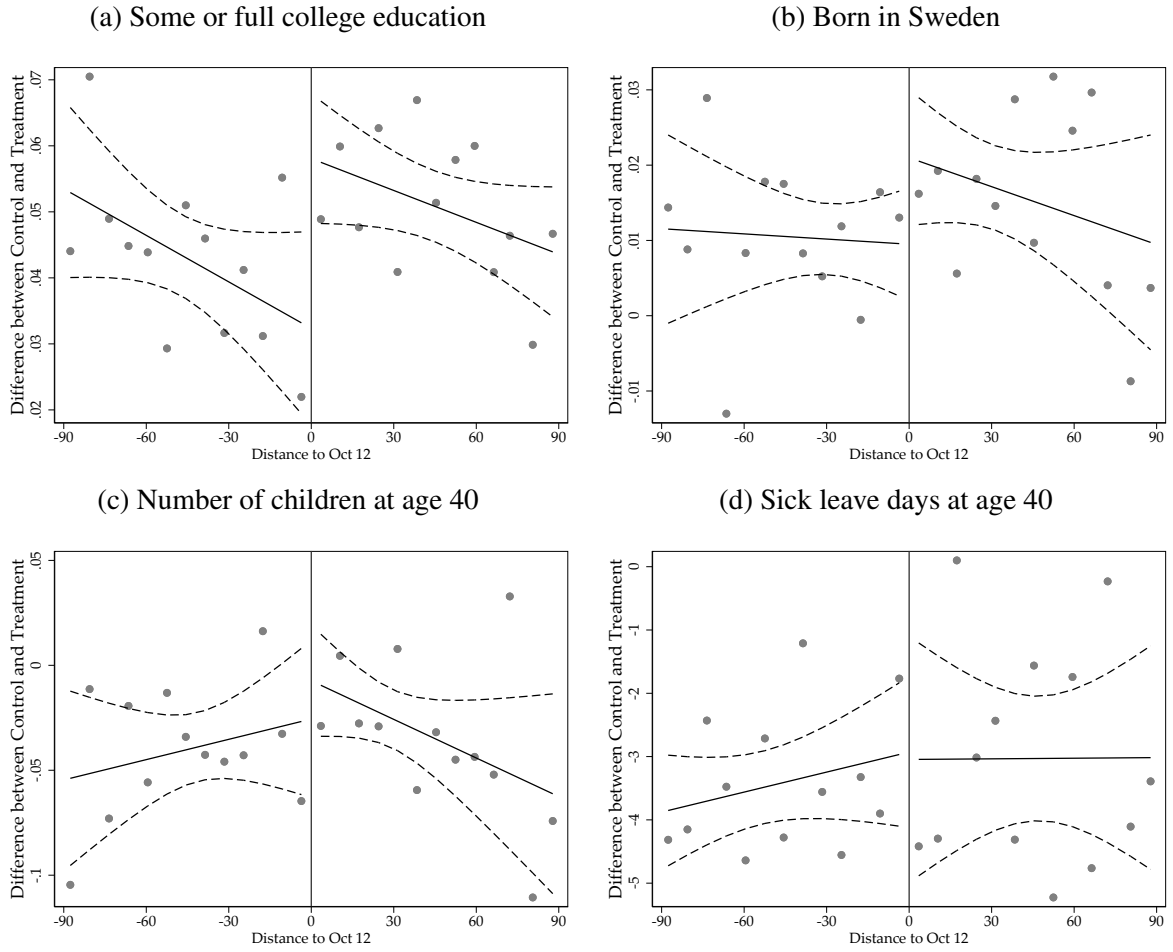 (a) Some or full college education
Difference between Control and Treatment
.07
.06
.05
.04
.03
.02
-90 -60 -30 0 30 60 90
Distance to Oct 12
(b) Born in Sweden
Difference between Control and Treatment
.03
.02
.01
0
-.01
-90 -60 -30 0 30 60 90
Distance to Oct 12
(c) Number of children at age 40
Difference between Control and Treatment
.05
0
-.05
-.1
-90 -60 -30 0 30 60 90
Distance to Oct 12
(d) Sick leave days at age 40
Difference between Control and Treatment
0
-1
-2
-3
-4
-5
-90 -60 -30 0 30 60 90
Distance to Oct 12